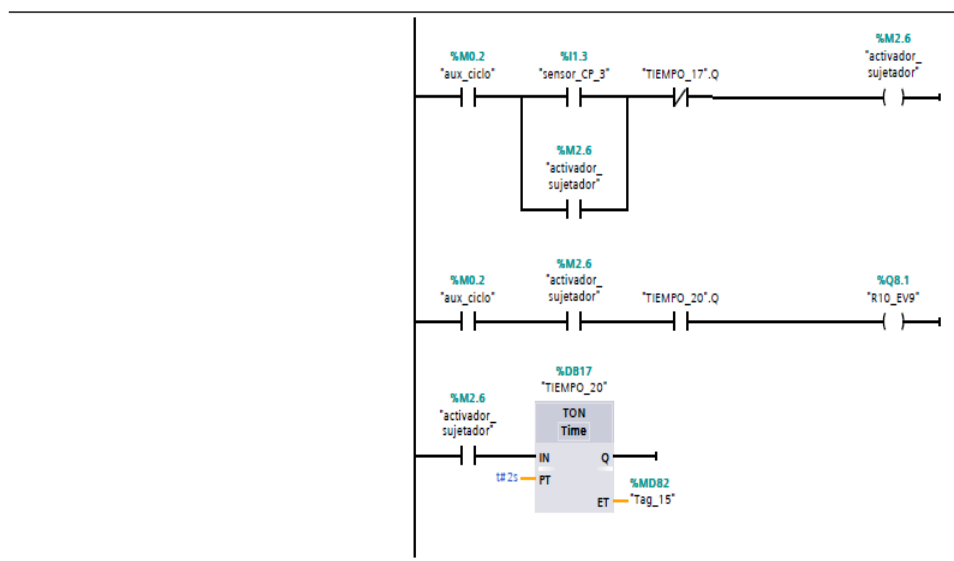 %M0.2
"aux_ciclo"
%I1.3
"sensor_CP_3"
"TIEMPO_17".Q
%M2.6
"activador_
sujetador"
%M2.6
"activador_
sujetador"
%M0.2
"aux_ciclo"
%M2.6
"activador_
sujetador"
"TIEMPO_20".Q
%Q8.1
"R10_EV9"
%DB17
"TIEMPO_20"
%M2.6
"activador_
sujetador"
TON
Time
IN
Q
t#2s
PT
%MD82
ET
"Tag_15"